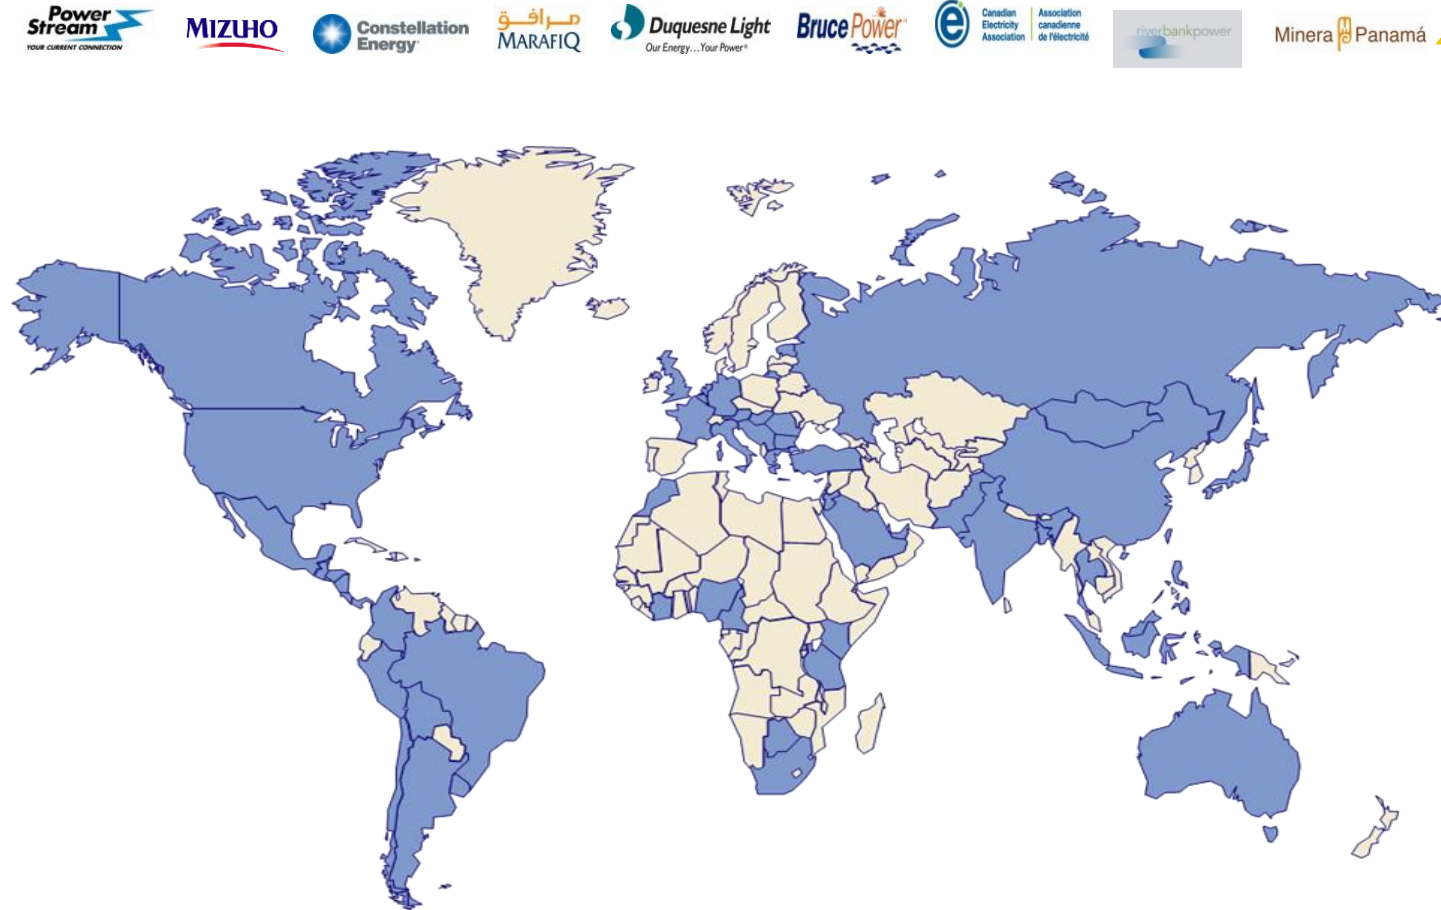 Power
Stream
YOUR CURRENT CONNECTION
MIZUHO
Constellation
Energy
مرافق
MARAFIQ
Duquesne Light
Our Energy...Your Power®
Bruce Power™
Canadian
Electricity
Association
Association
canadienne
de l'électricité
riverbankpower
Minera Panamá